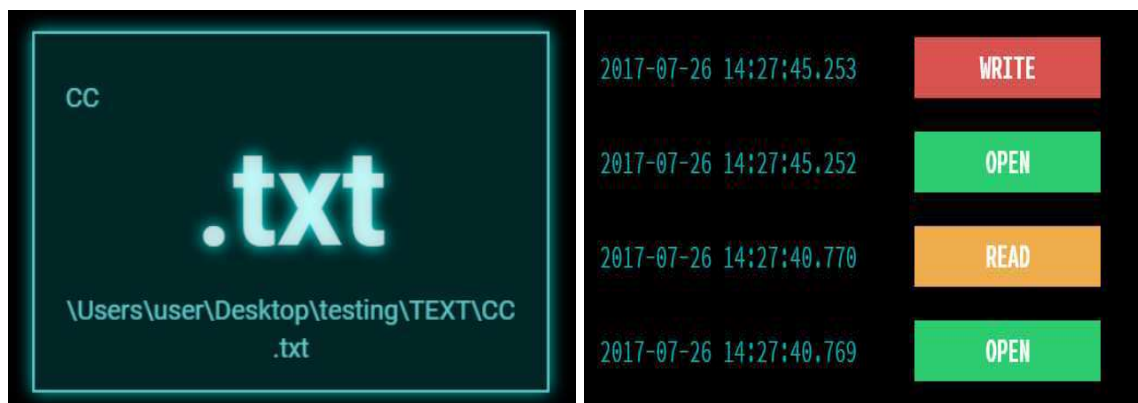 CC
.txt
\Users\user\Desktop\testing\TEXT\CC
.txt
2017-07-26 14:27:45.253 WRITE
2017-07-26 14:27:45.252 OPEN
2017-07-26 14:27:40.770 READ
2017-07-26 14:27:40.769 OPEN